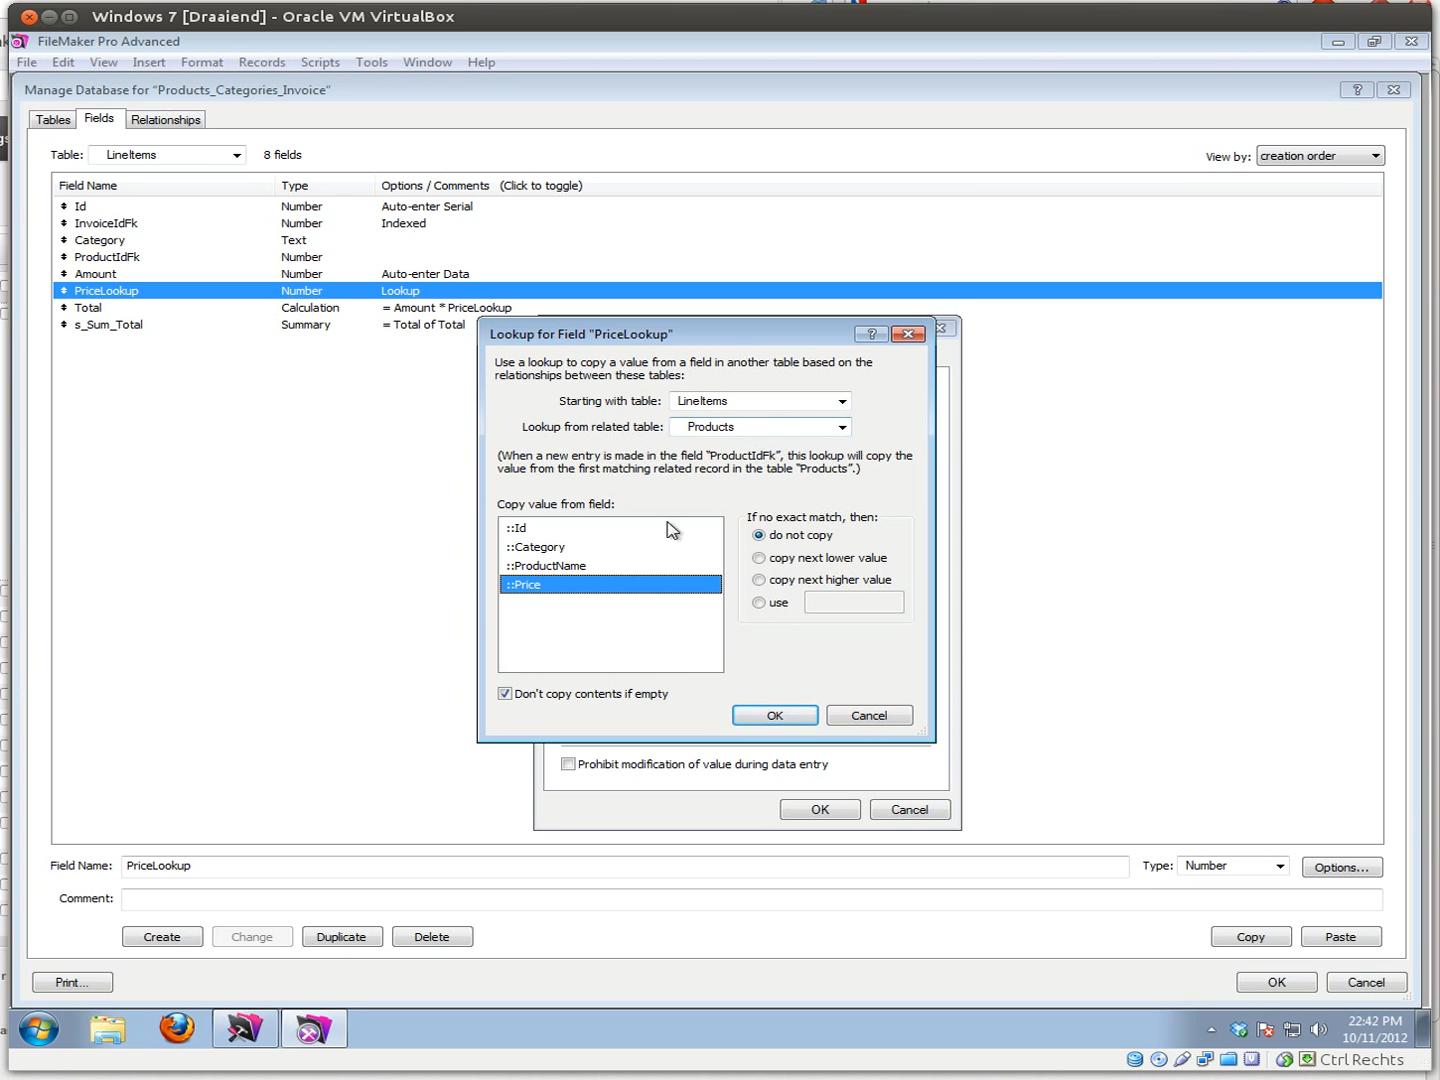 Windows 7 [Draaiend] - Oracle VM VirtualBox
FileMaker Pro Advanced
File Edit View Insert Format Records Scripts Tools Window Help
Manage Database for "Products_Categories_Invoice"
Tables Fields Relationships
Table: LineItems 8 fields View by: creation order
Field Name Type Options / Comments (Click to toggle)
Id Number Auto-enter Serial
InvoiceIdFk Number Indexed
Category Text
ProductIdFk Number
Amount Number Auto-enter Data
PriceLookup Number Lookup
Total Calculation = Amount * PriceLookup
s_Sum_Total Summary = Total of Total
Lookup for Field "PriceLookup"
Use a lookup to copy a value from a field in another table based on the
relationships between these tables:
Starting with table: LineItems
Lookup from related table: Products
(When a new entry is made in the field "ProductIdFk", this lookup will copy the
value from the first matching related record in the table "Products".)
Copy value from field:
::Id
::Category
::ProductName
::Price
If no exact match, then:
do not copy
copy next lower value
copy next higher value
use
Don't copy contents if empty
OK Cancel
Prohibit modification of value during data entry
OK Cancel
Field Name: PriceLookup Type: Number Options...
Comment:
Create Change Duplicate Delete Copy Paste
Print... OK Cancel
22:42 PM
10/11/2012
Ctrl Rechts